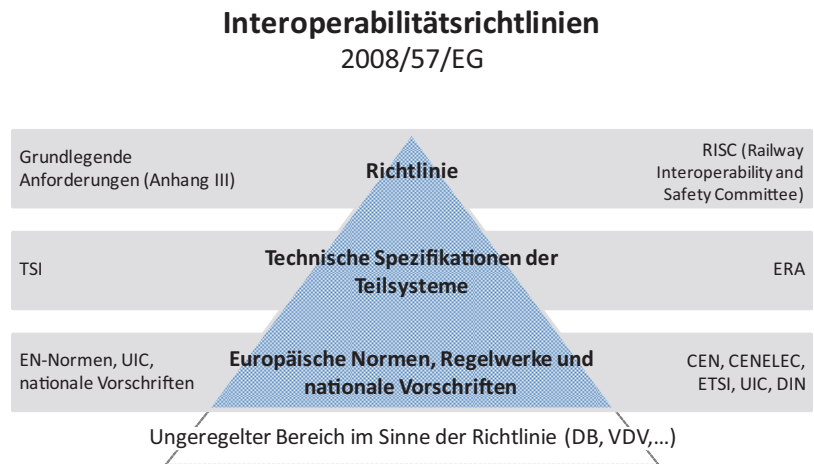 Interoperabilitätsrichtlinien
2008/57/EG
Grundlegende
Anforderungen (Anhang III)
Richtlinie
RISC (Railway
Interoperability and
Safety Committee)
TSI
Technische Spezifikationen der
Teilsysteme
ERA
EN-Normen, UIC,
nationale Vorschriften
Europäische Normen, Regelwerke und
nationale Vorschriften
CEN, CENELEC,
ETSI, UIC, DIN
Ungeregelter Bereich im Sinne der Richtlinie (DB, VDV,...)